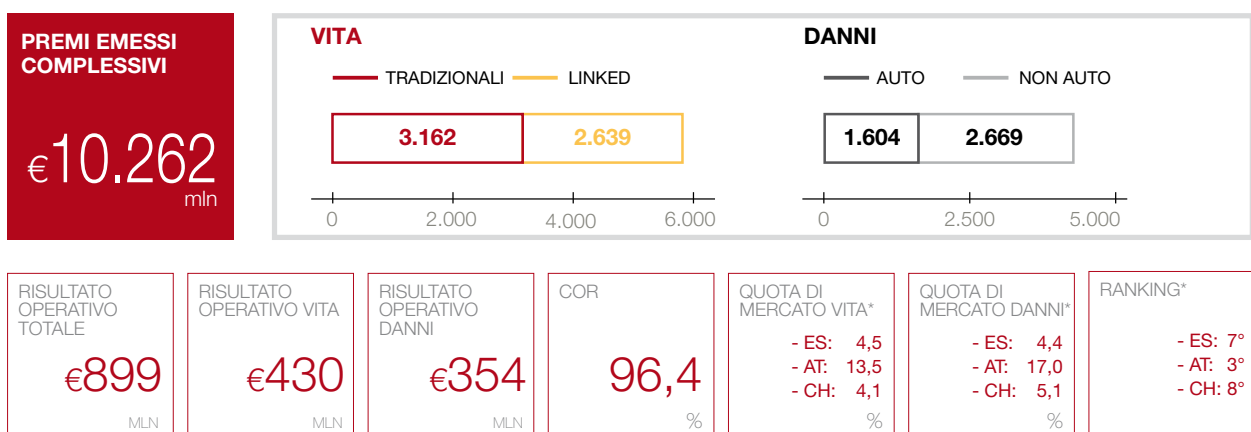 PREMI EMESSI
COMPLESSIVI
€10.262
mln
VITA
TRADIZIONALI LINKED
3.162 2.639
0 2.000 4.000 6.000
DANNI
AUTO NON AUTO
1.604 2.669
0 2.500 5.000
RISULTATO
OPERATIVO
TOTALE
€899
MLN
RISULTATO
OPERATIVO VITA
€430
MLN
RISULTATO
OPERATIVO
DANNI
€354
MLN
COR
96,4
%
QUOTA DI
MERCATO VITA*
- ES: 4,5
- AT: 13,5
- CH: 4,1
%
QUOTA DI
MERCATO DANNI*
- ES: 4,4
- AT: 17,0
- CH: 5,1
%
RANKING*
- ES: 7°
- AT: 3°
- CH: 8°